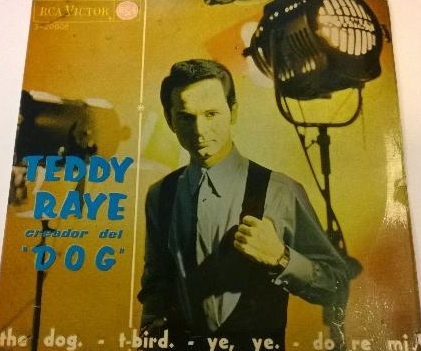 RCA VICTOR
TEDDY
RAYE
creador del
"DOG"
the dog. - t-bird. - ye, ye. - do re mi.